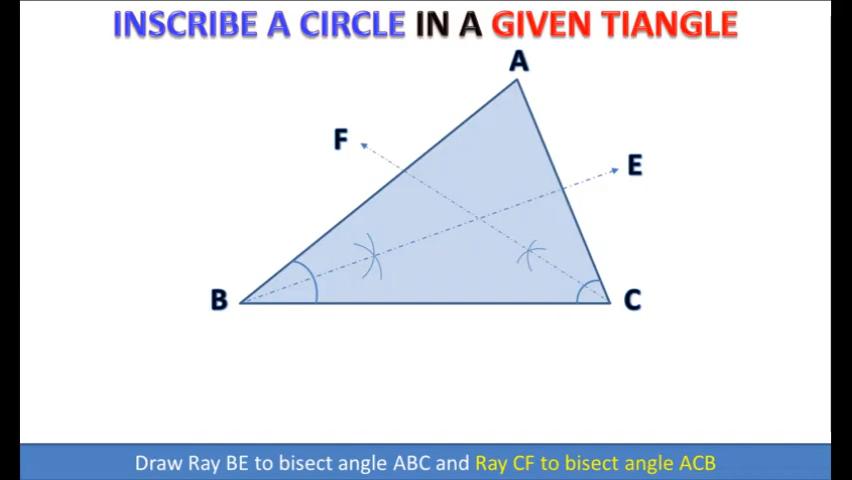 INSCRIBE A CIRCLE IN A GIVEN TIANGLE
A
F
E
B
C
Draw Ray BE to bisect angle ABC and Ray CF to bisect angle ACB